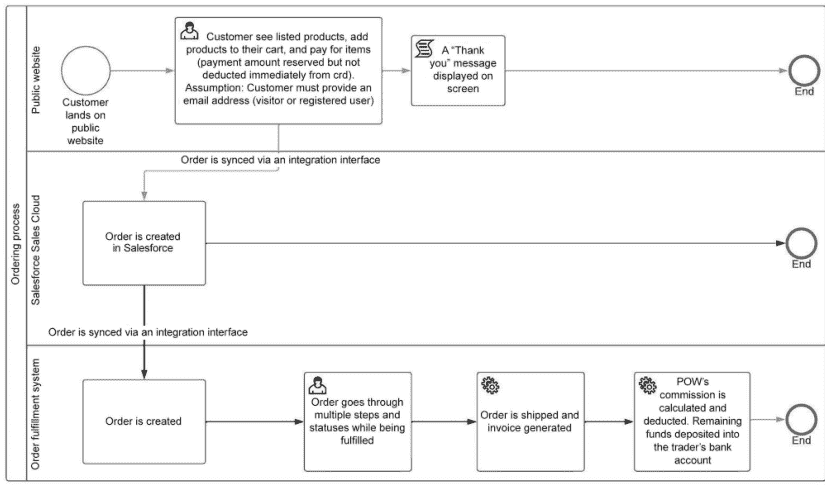 Ordering process
Public website
Customer
lands on
public
website
Customer see listed products, add
products to their cart, and pay for items
(payment amount reserved but not
deducted immediately from crd).
Assumption: Customer must provide an
email address (visitor or registered user)
A “Thank
you” message
displayed on
screen
End
Order is synced via an integration interface
Salesforce Sales Cloud
Order is created
in Salesforce
End
Order is synced via an integration interface
Order fulfillment system
Order is created
Order goes through
multiple steps and
statuses while being
fulfilled
Order is shipped and
invoice generated
POW’s
commission is
calculated and
deducted. Remaining
funds deposited into
the trader’s bank
account
End